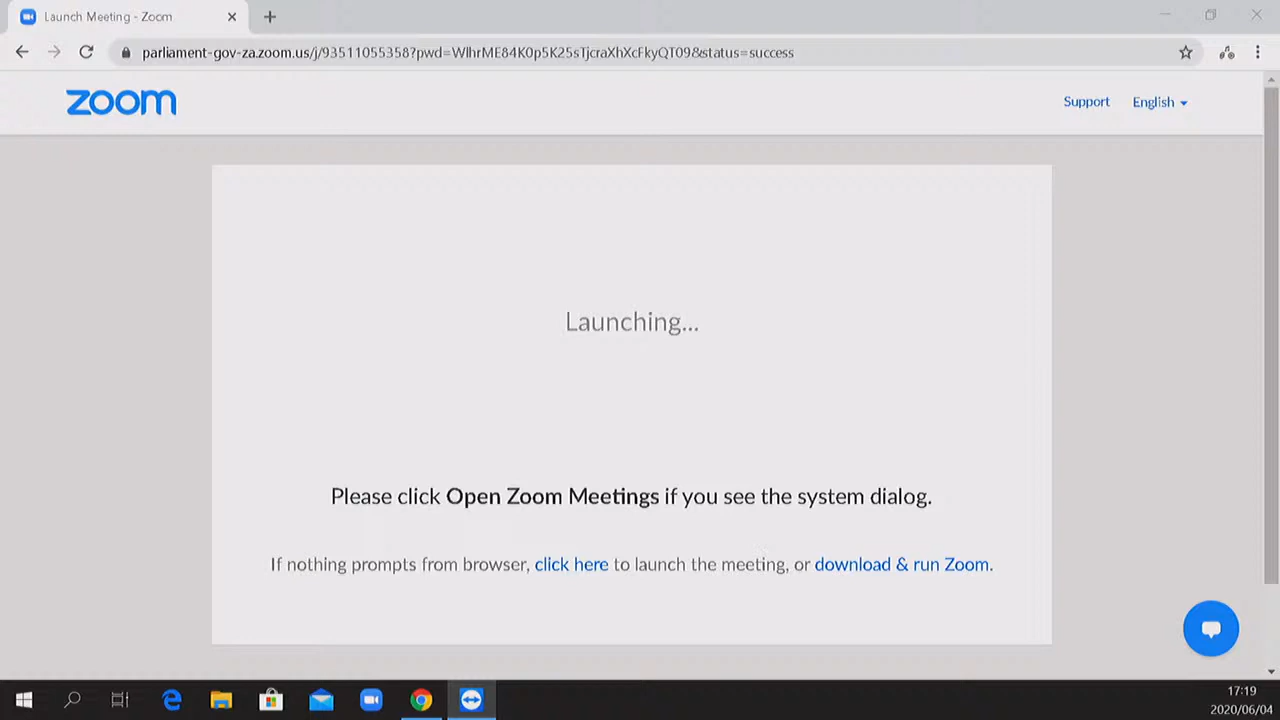 Launch Meeting - Zoom
parliament-gov-za.zoom.us/j/93511055358?pwd=WlhrME84K0p5K25sTjcraXhXcFkyQT09&status=success
zoom
Support
English
Launching...
Please click Open Zoom Meetings if you see the system dialog.
If nothing prompts from browser, click here to launch the meeting, or download & run Zoom.
17:19
2020/06/04